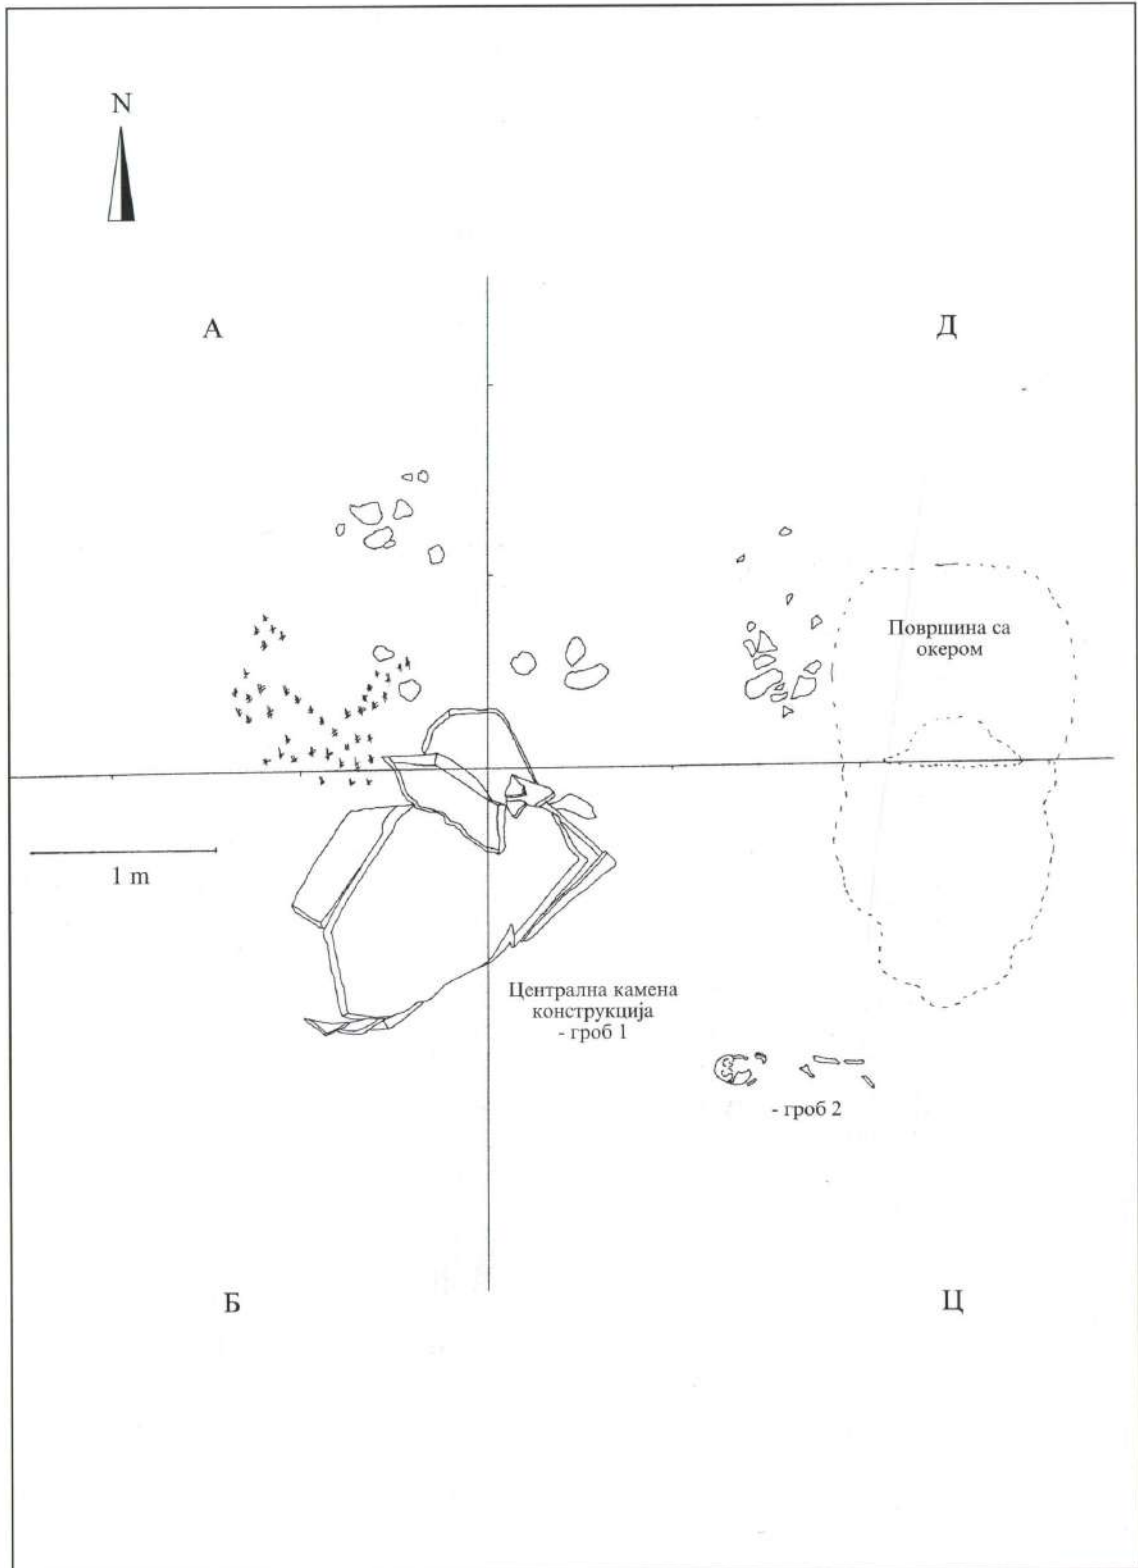 N
А
Д
Површина са
окером
1 m
Централна камена
конструкција
- гроб 1
- гроб 2
Б
Ц